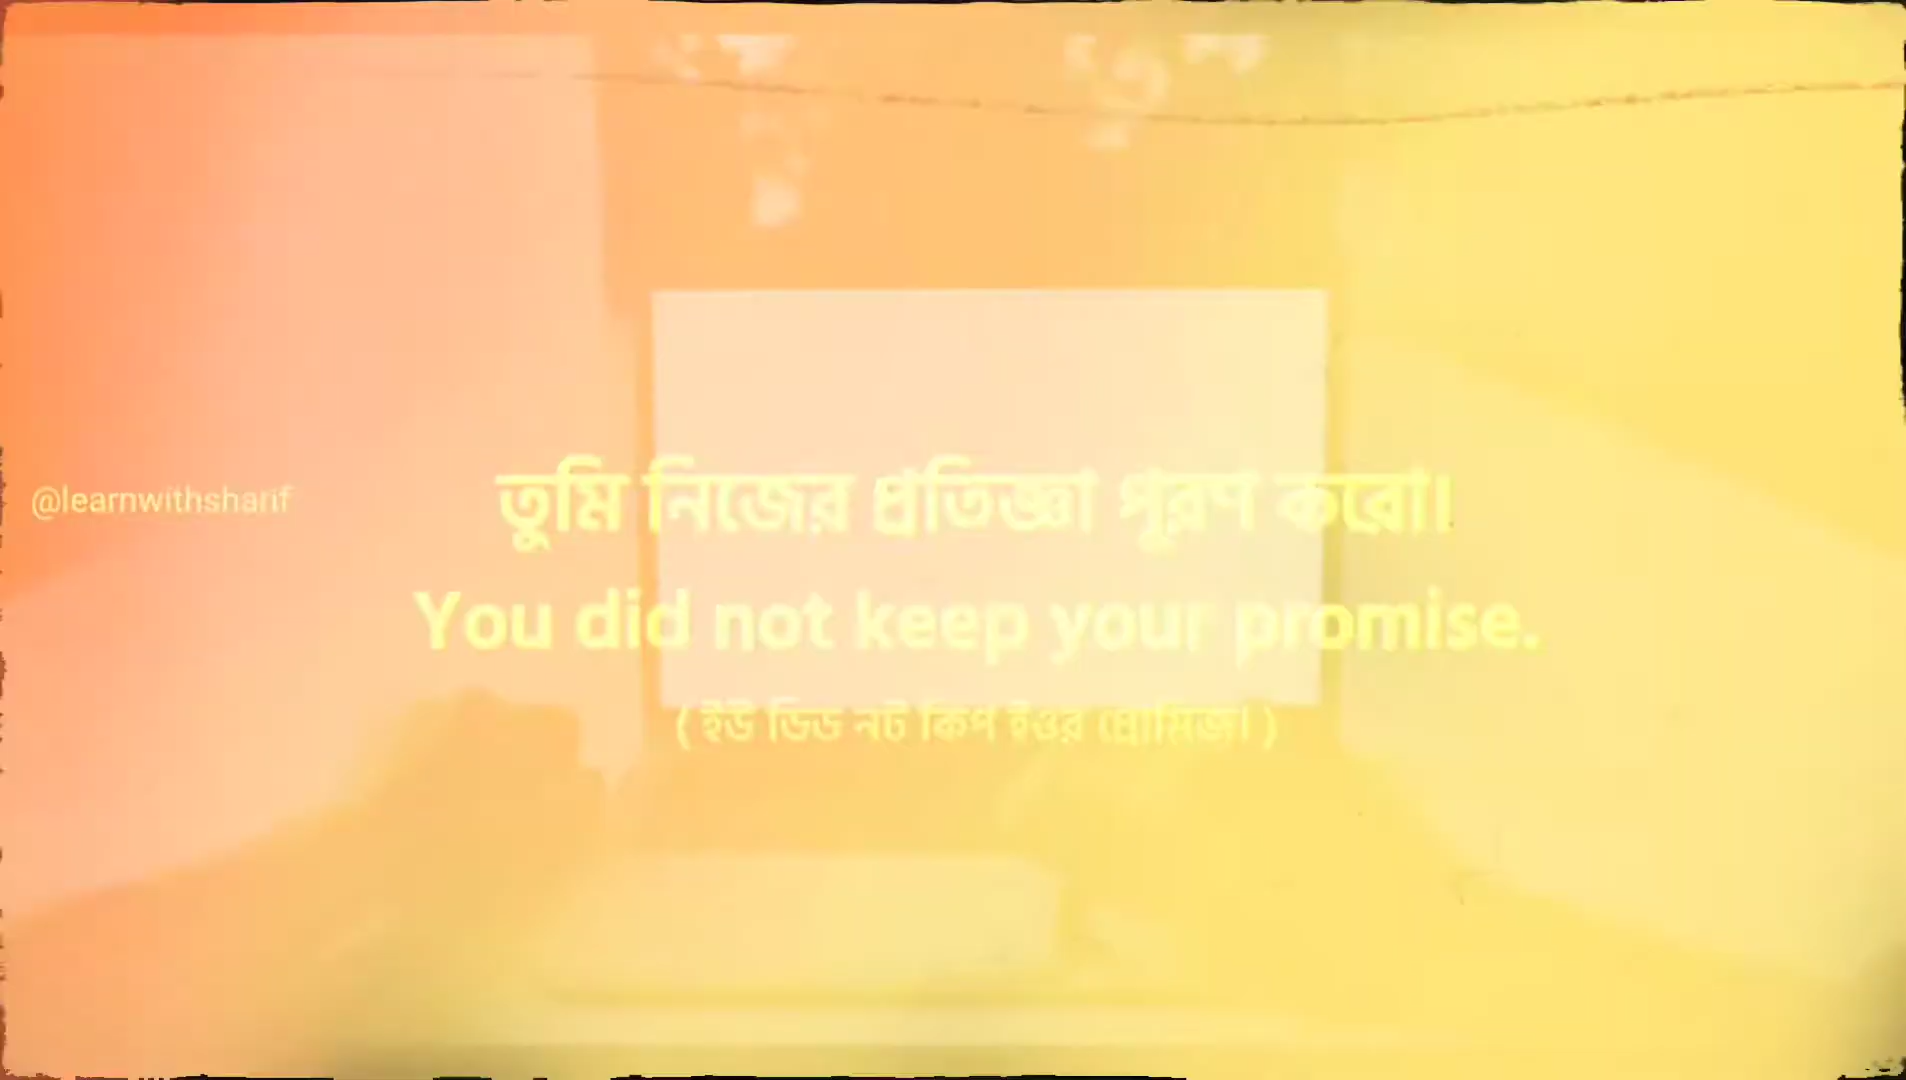 @learnwithsharif
তুমি নিজের প্রতিজ্ঞা পূরণ করো।
You did not keep your promise.
( ইউ ডিড নট কিপ ইওর প্রোমিজ। )